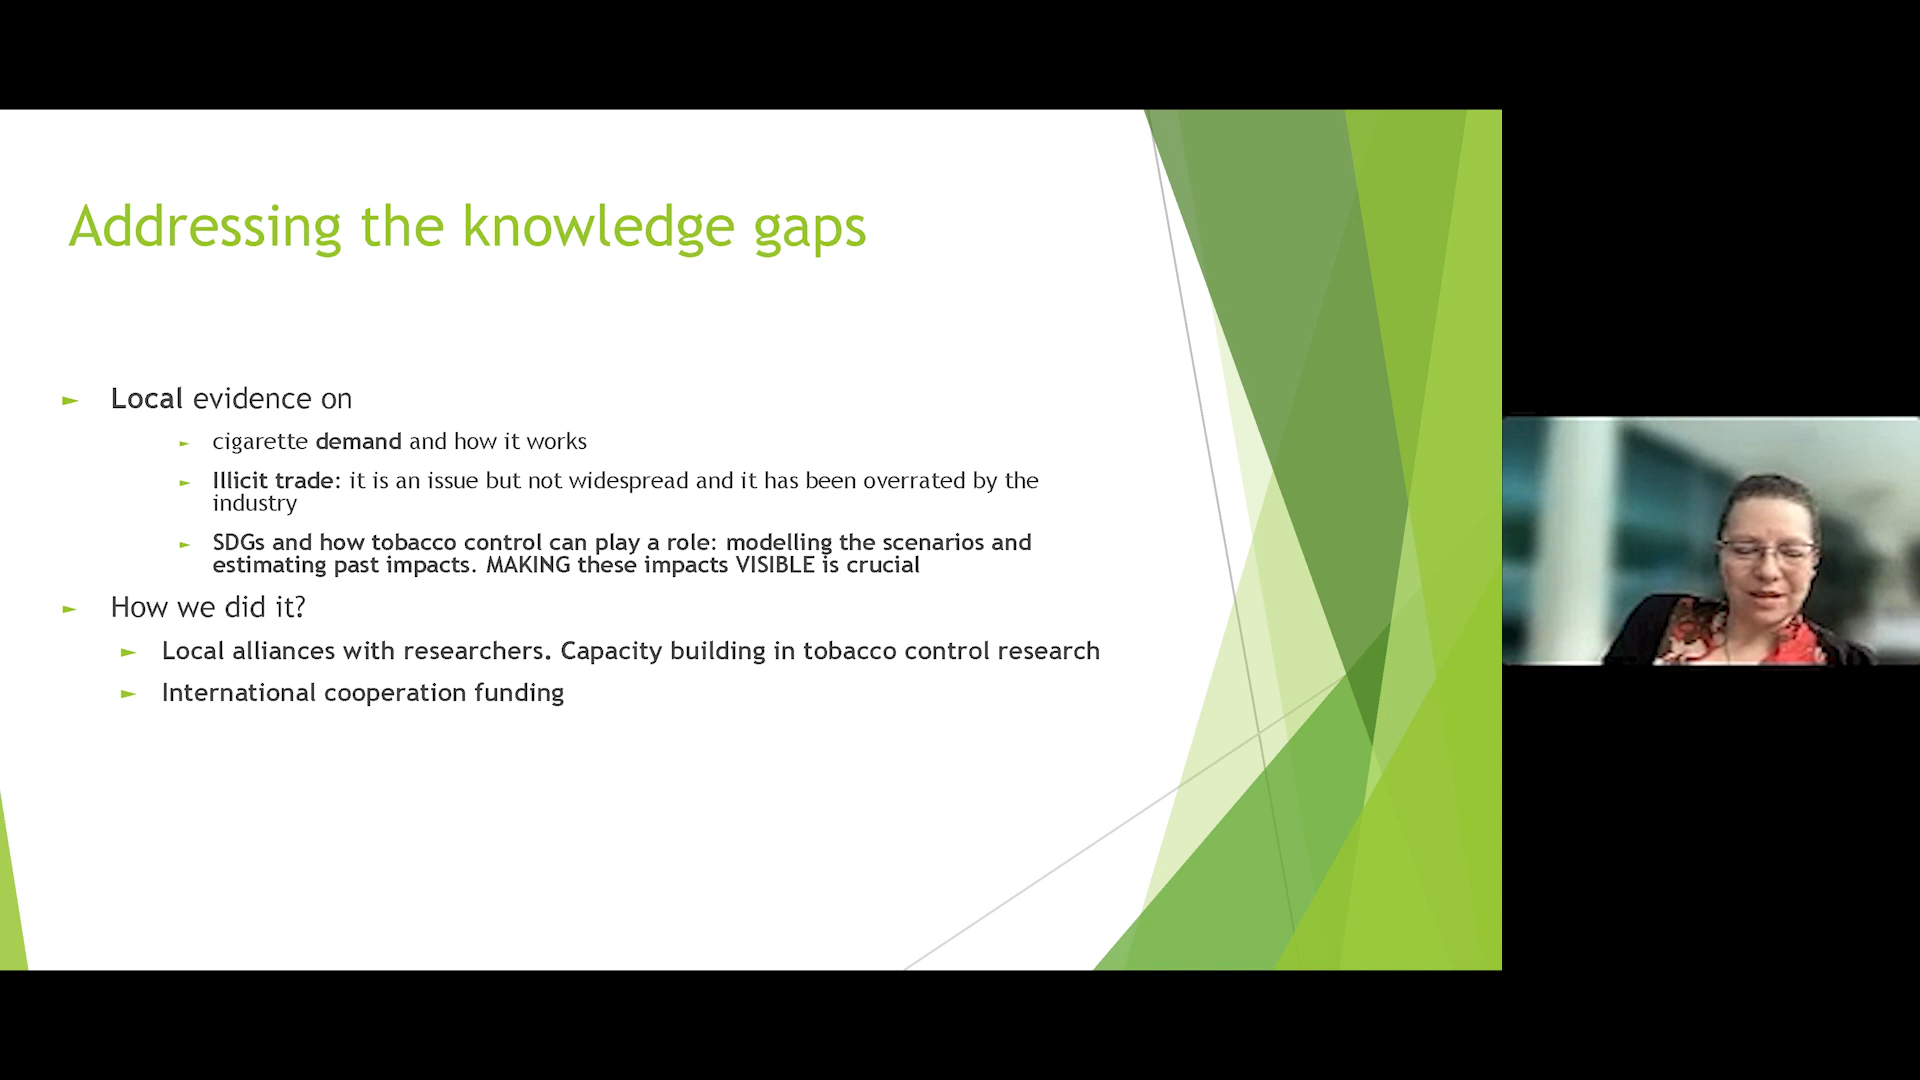 Addressing the knowledge gaps
Local evidence on
cigarette demand and how it works
Illicit trade: it is an issue but not widespread and it has been overrated by the
industry
SDGs and how tobacco control can play a role: modelling the scenarios and
estimating past impacts. MAKING these impacts VISIBLE is crucial
How we did it?
Local alliances with researchers. Capacity building in tobacco control research
International cooperation funding